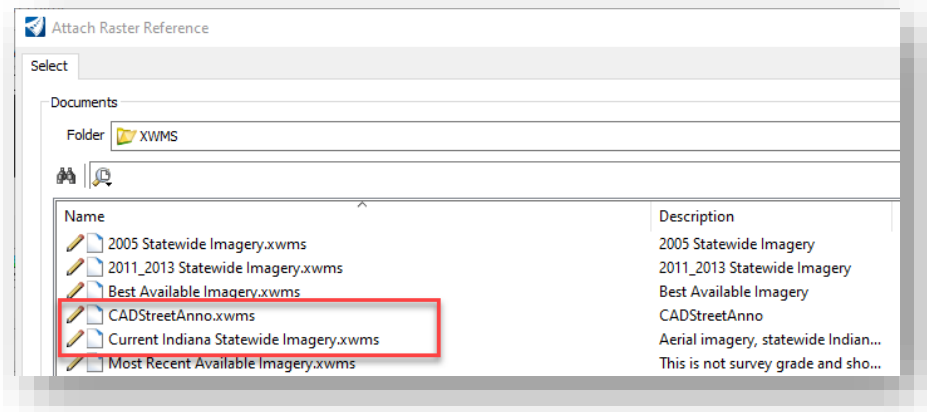 Attach Raster Reference
Select
Documents
Folder XWMS
Name Description
2005 Statewide Imagery.xwms 2005 Statewide Imagery
2011_2013 Statewide Imagery.xwms 2011_2013 Statewide Imagery
Best Available Imagery.xwms Best Available Imagery
CADStreetAnno.xwms CADStreetAnno
Current Indiana Statewide Imagery.xwms Aerial imagery, statewide Indian...
Most Recent Available Imagery.xwms This is not survey grade and sho...